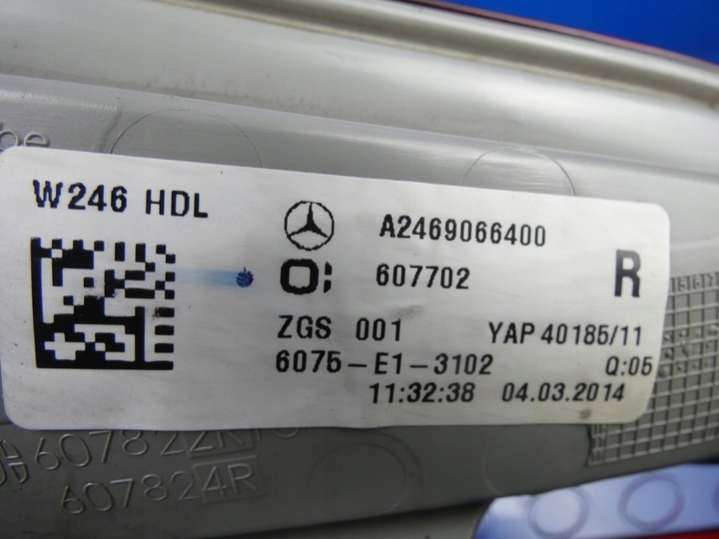 W246 HDL
A2469066400
607702
R
ZGS 001 YAP 40185/11
6075-E1-3102 Q:05
11:32:38 04.03.2014
607824R